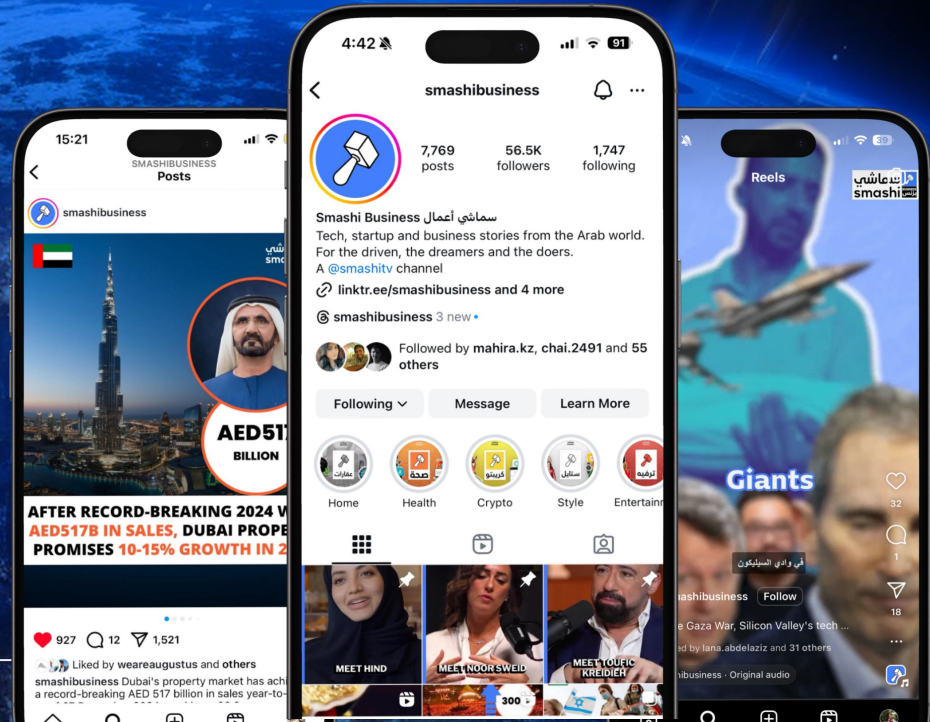 15:21
SMASHIBUSINESS
Posts
smashibusiness
AED517
BILLION
AFTER RECORD-BREAKING 2024 W
AED517B IN SALES, DUBAI PROPE
PROMISES 10-15% GROWTH IN 2
927 12 1,521
Liked by weareaugustus and others
smashibusiness Dubai's property market has achi
a record-breaking AED 517 billion in sales year-to-
4:42
91
smashibusiness
7,769 56.5K 1,747
posts followers following
Smashi Business سماشي أعمال
Tech, startup and business stories from the Arab world.
For the driven, the dreamers and the doers.
A @smashitv channel
linktr.ee/smashibusiness and 4 more
smashibusiness 3 new
Followed by mahira.kz, chai.2491 and 55
others
Following Message Learn More
عقارات صحة كريبتو ستايل ترفيه
Home Health Crypto Style Entertainm
MEET HIND
MEET NOOR SWEID
MEET TOUFIC
KREIDIEH
300
39
Reels
سماشي
smashi
Giants
في وادي السيليكون
ashibusiness Follow
e Gaza War, Silicon Valley's tech ...
ed by lana.abdelaziz and 31 others
hibusiness · Original audio
32
1
18